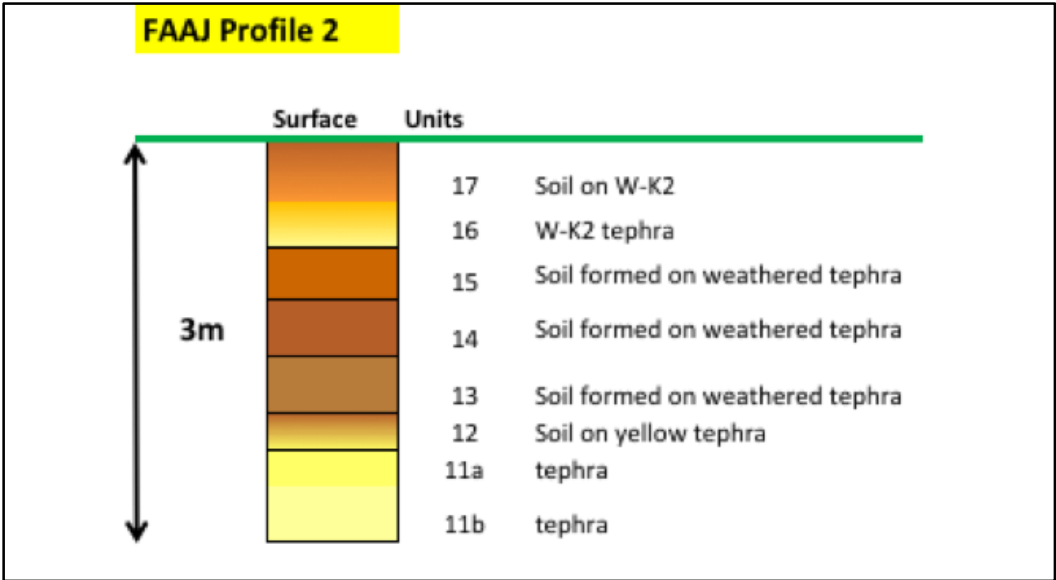 FAAJ Profile 2
Surface Units
17 Soil on W-K2
16 W-K2 tephra
15 Soil formed on weathered tephra
3m
14 Soil formed on weathered tephra
13 Soil formed on weathered tephra
12 Soil on yellow tephra
11a tephra
11b tephra